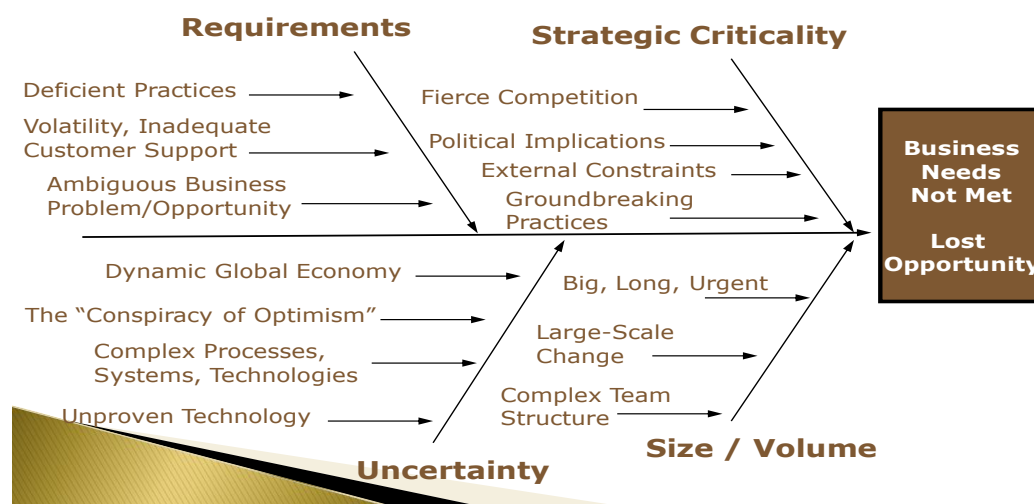 Requirements
Deficient Practices
Volatility, Inadequate
Customer Support
Ambiguous Business
Problem/Opportunity
Strategic Criticality
Fierce Competition
Political Implications
External Constraints
Groundbreaking
Practices
Business
Needs
Not Met
Lost
Opportunity
Dynamic Global Economy
The “Conspiracy of Optimism”
Complex Processes,
Systems, Technologies
Unproven Technology
Uncertainty
Big, Long, Urgent
Large-Scale
Change
Complex Team
Structure
Size / Volume